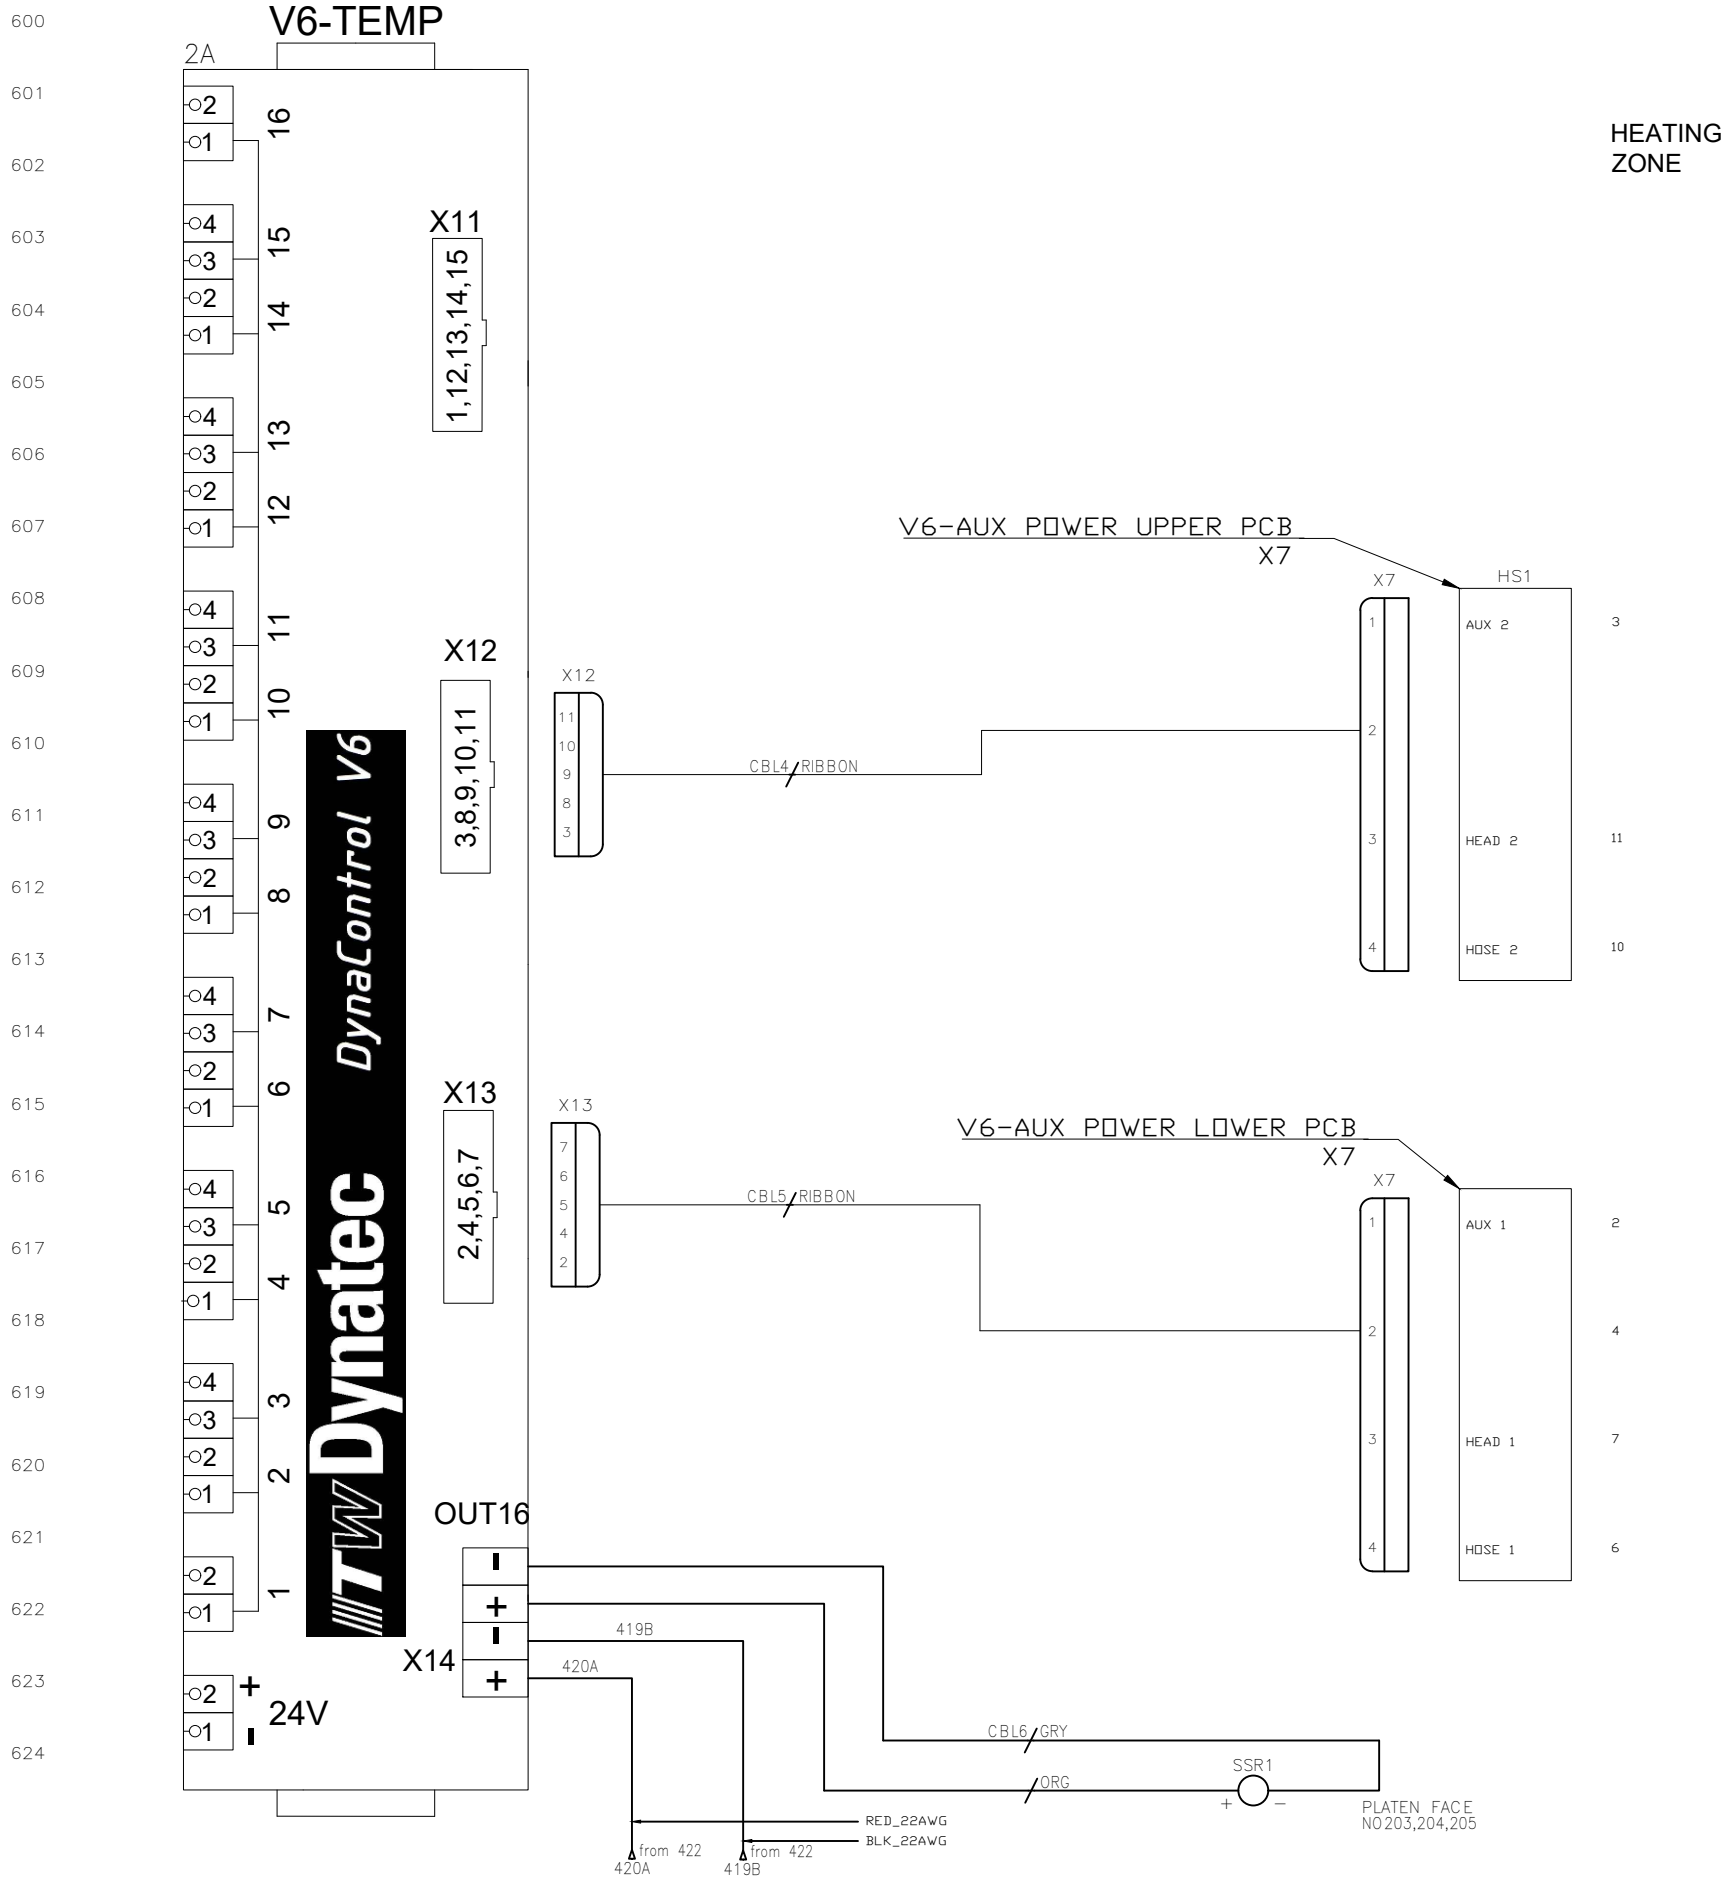 600
V6-TEMP
2A
601
2
16
1
HEATING
ZONE
602
X11
4
15
603
3
1,12,13,14,15
2
14
604
1
605
4
13
606
3
2
12
607
1
V6-AUX POWER UPPER PCB
X7
X7
HS1
608
4
11
1
AUX 2
3
3
X12
609
X12
2
10
1
11
2
610
10
CBL4 RIBBON
9
3,8,9,10,11
DynaControl V6
4
8
611
9
3
3
3
HEAD 2
11
2
612
8
1
4
HOSE 2
10
613
4
7
614
3
2
6
X13
X13
615
1
V6-AUX POWER LOWER PCB
X7
7
616
X7
4
6
2,4,5,6,7
CBL5 RIBBON
5
5
3
1
AUX 1
2
4
617
2
2
4
1
618
2
4
ITW Dynatec
4
619
3
3
3
HEAD 1
7
2
620
2
1
OUT16
621
-
4
HOSE 1
6
2
1
+
622
1
-
419B
X14
420A
+
623
2
+
24V
1
-
CBL6 GRY
624
SSR1
ORG
+
-
PLATEN FACE
NO203,204,205
RED_22AWG
BLK_22AWG
from 422
from 422
420A
419B